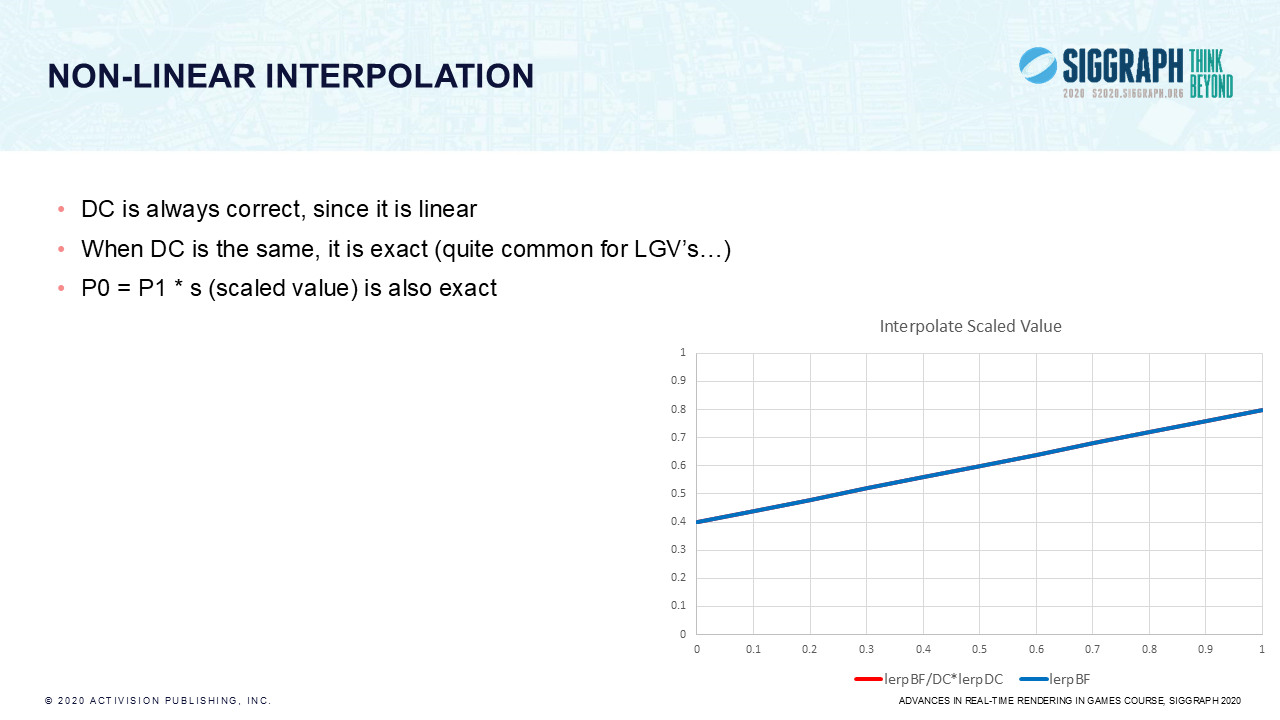 NON-LINEAR INTERPOLATION
SIGGRAPH THINK BEYOND
2020 S2020.SIGGRAPH.ORG
• DC is always correct, since it is linear
• When DC is the same, it is exact (quite common for LGV’s…)
• P0 = P1 * s (scaled value) is also exact
Interpolate Scaled Value
1
0.9
0.8
0.7
0.6
0.5
0.4
0.3
0.2
0.1
0
0 0.1 0.2 0.3 0.4 0.5 0.6 0.7 0.8 0.9 1
lerpBF/DC*lerpDC lerpBF
© 2020 ACTIVISION PUBLISHING, INC.
ADVANCES IN REAL-TIME RENDERING IN GAMES COURSE, SIGGRAPH 2020